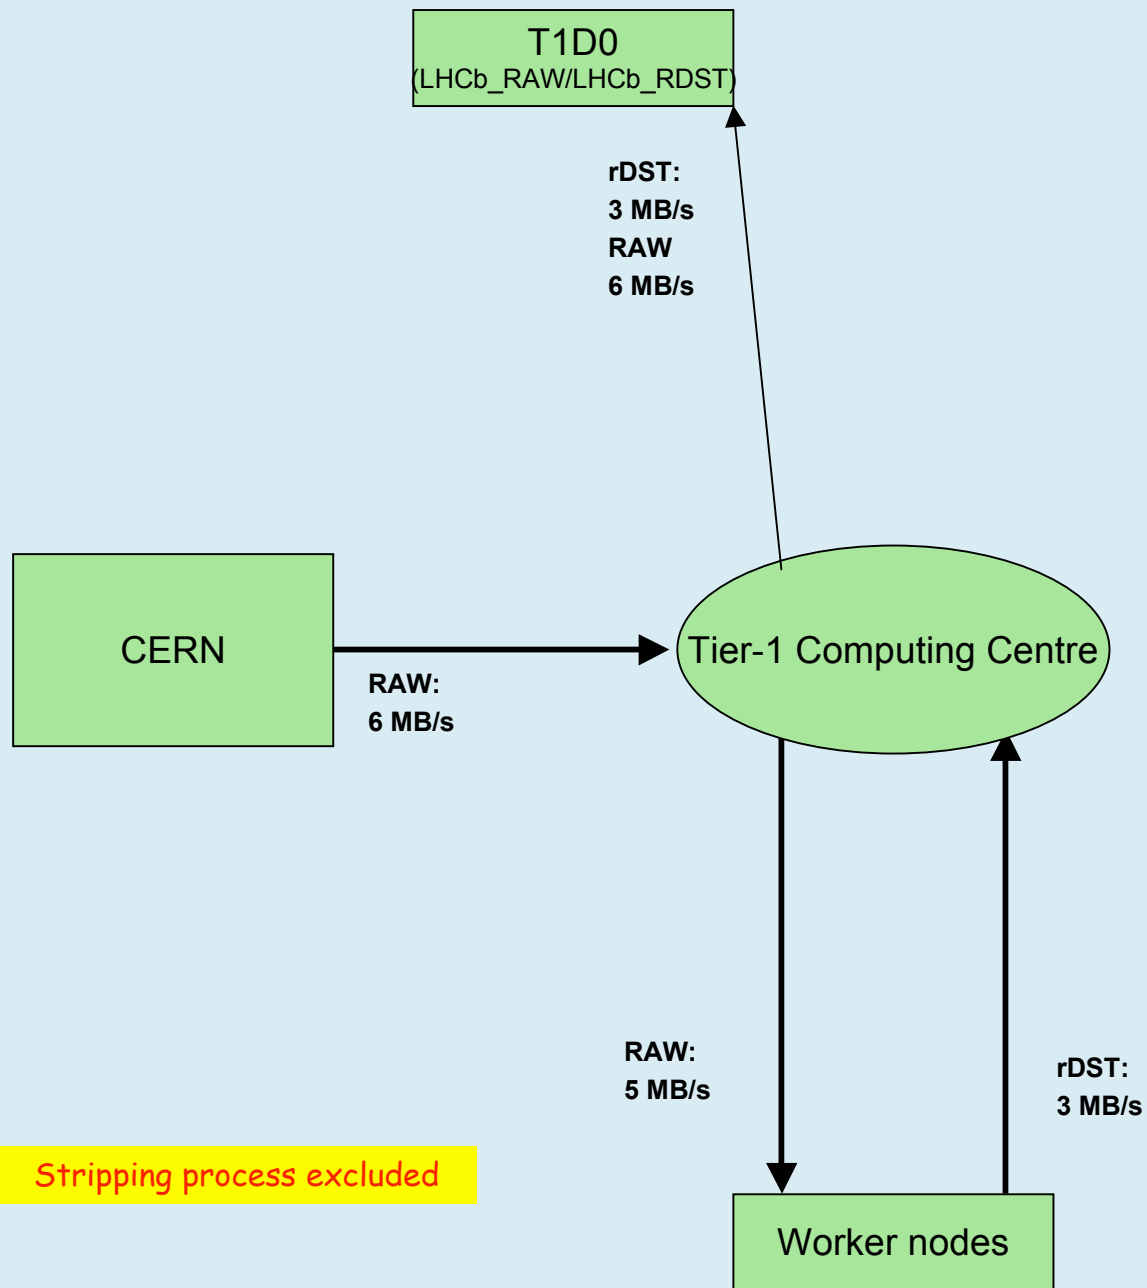 T1D0
(LHCb_RAW/LHCb_RDST)
rDST:
3 MB/s
RAW
6 MB/s
CERN
Tier-1 Computing Centre
RAW:
6 MB/s
RAW:
5 MB/s
rDST:
3 MB/s
Stripping process excluded
Worker nodes